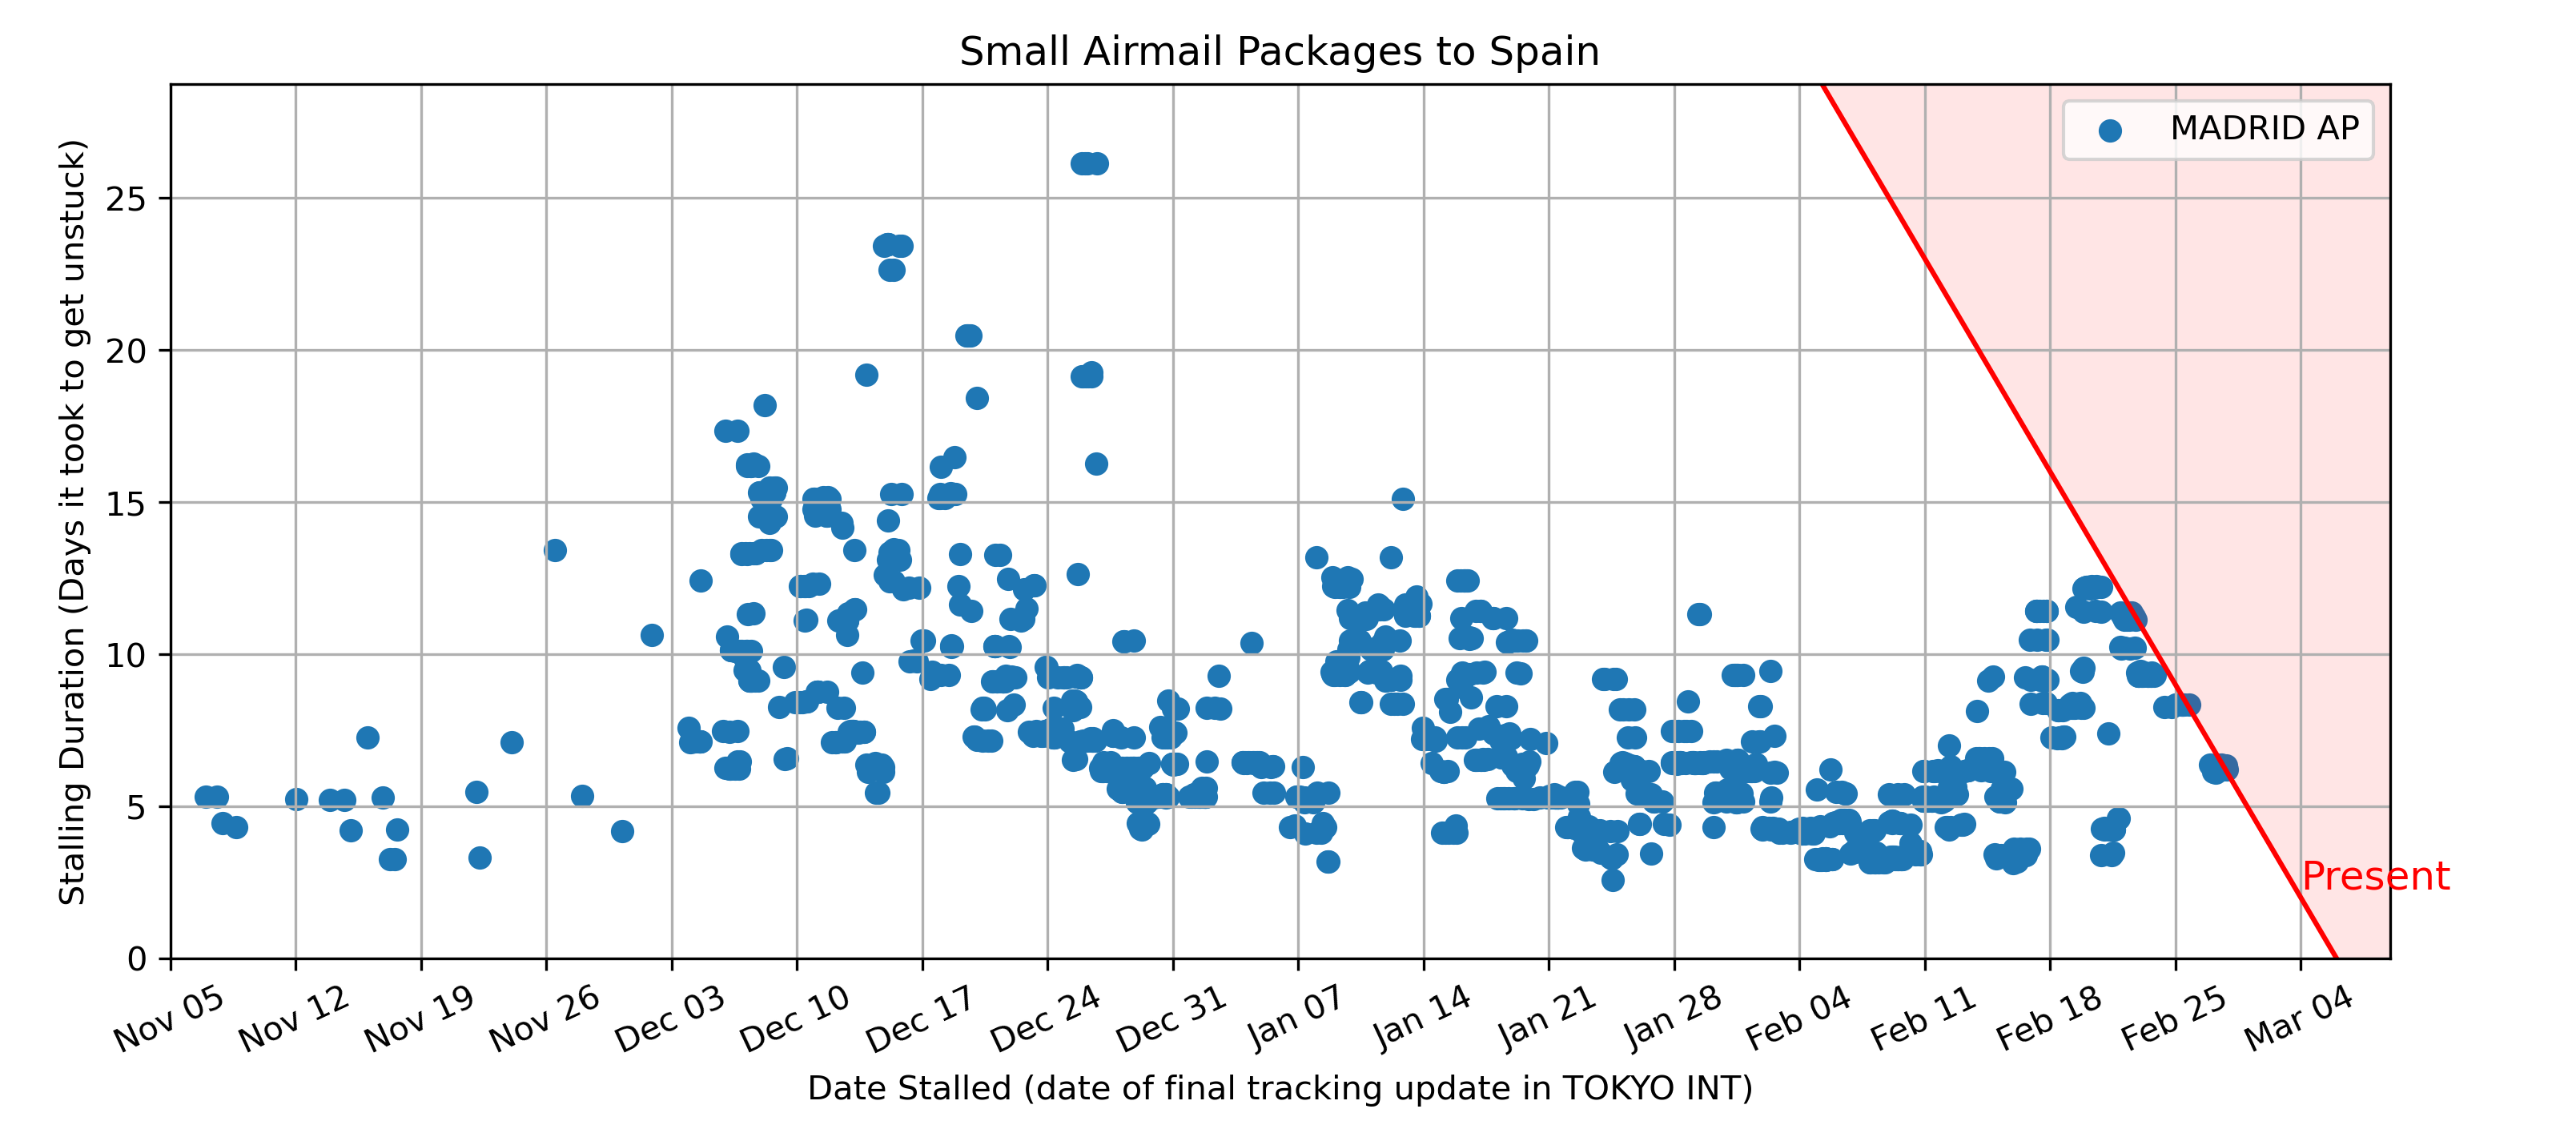 Small Airmail Packages to Spain
MADRID AP
Stalling Duration (Days it took to get unstuck)
25
20
15
10
5
0
Present
Nov 05
Nov 12
Nov 19
Nov 26
Dec 03
Dec 10
Dec 17
Dec 24
Dec 31
Jan 07
Jan 14
Jan 21
Jan 28
Feb 04
Feb 11
Feb 18
Feb 25
Mar 04
Date Stalled (date of final tracking update in TOKYO INT)